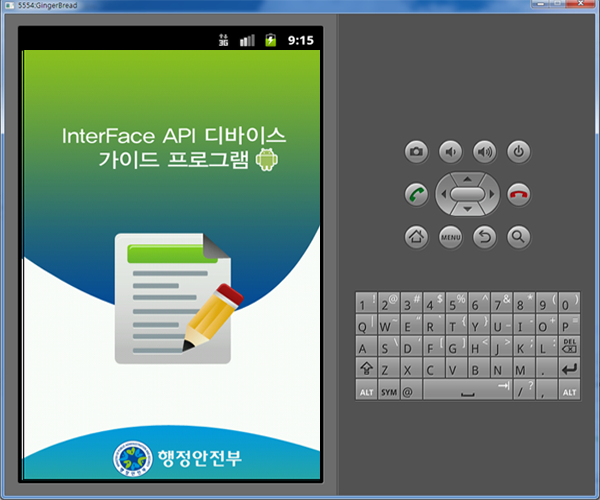 5554:GingerBread
3G
9:15
InterFace API 디바이스
가이드 프로그램
행정안전부
MENU
1 ! 2 @ 3 # 4 $ 5 % 6 ^ 7 & 8 * 9 ( 0 )
Q | W ~ E " R ` T { Y } U _ I - O + P =
A S \ D ' F [ G ] H < J > K ; L : DEL
Z X C V B N M .
ALT SYM @ / ? , ALT